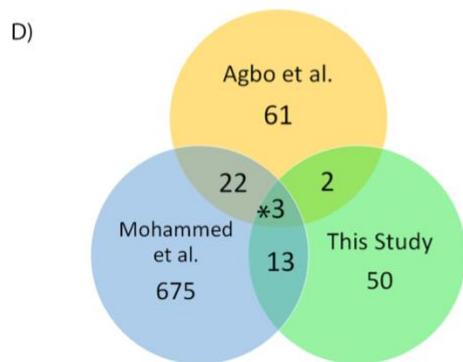 D)
Agbo et al.
61
22
2
*3
Mohammed
et al.
675
13
This Study
50